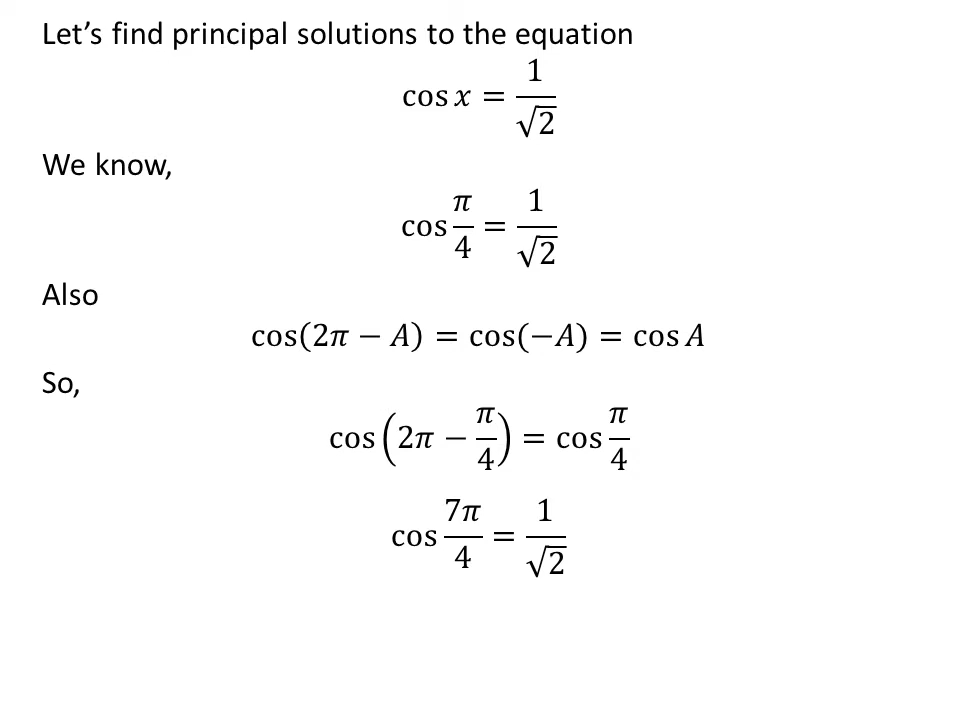 Let’s find principal solutions to the equation
cos 𝑥 = 1/√2
We know,
cos 𝜋/4 = 1/√2
Also
cos(2𝜋 − 𝐴) = cos(−𝐴) = cos 𝐴
So,
cos (2𝜋 − 𝜋/4) = cos 𝜋/4
cos 7𝜋/4 = 1/√2